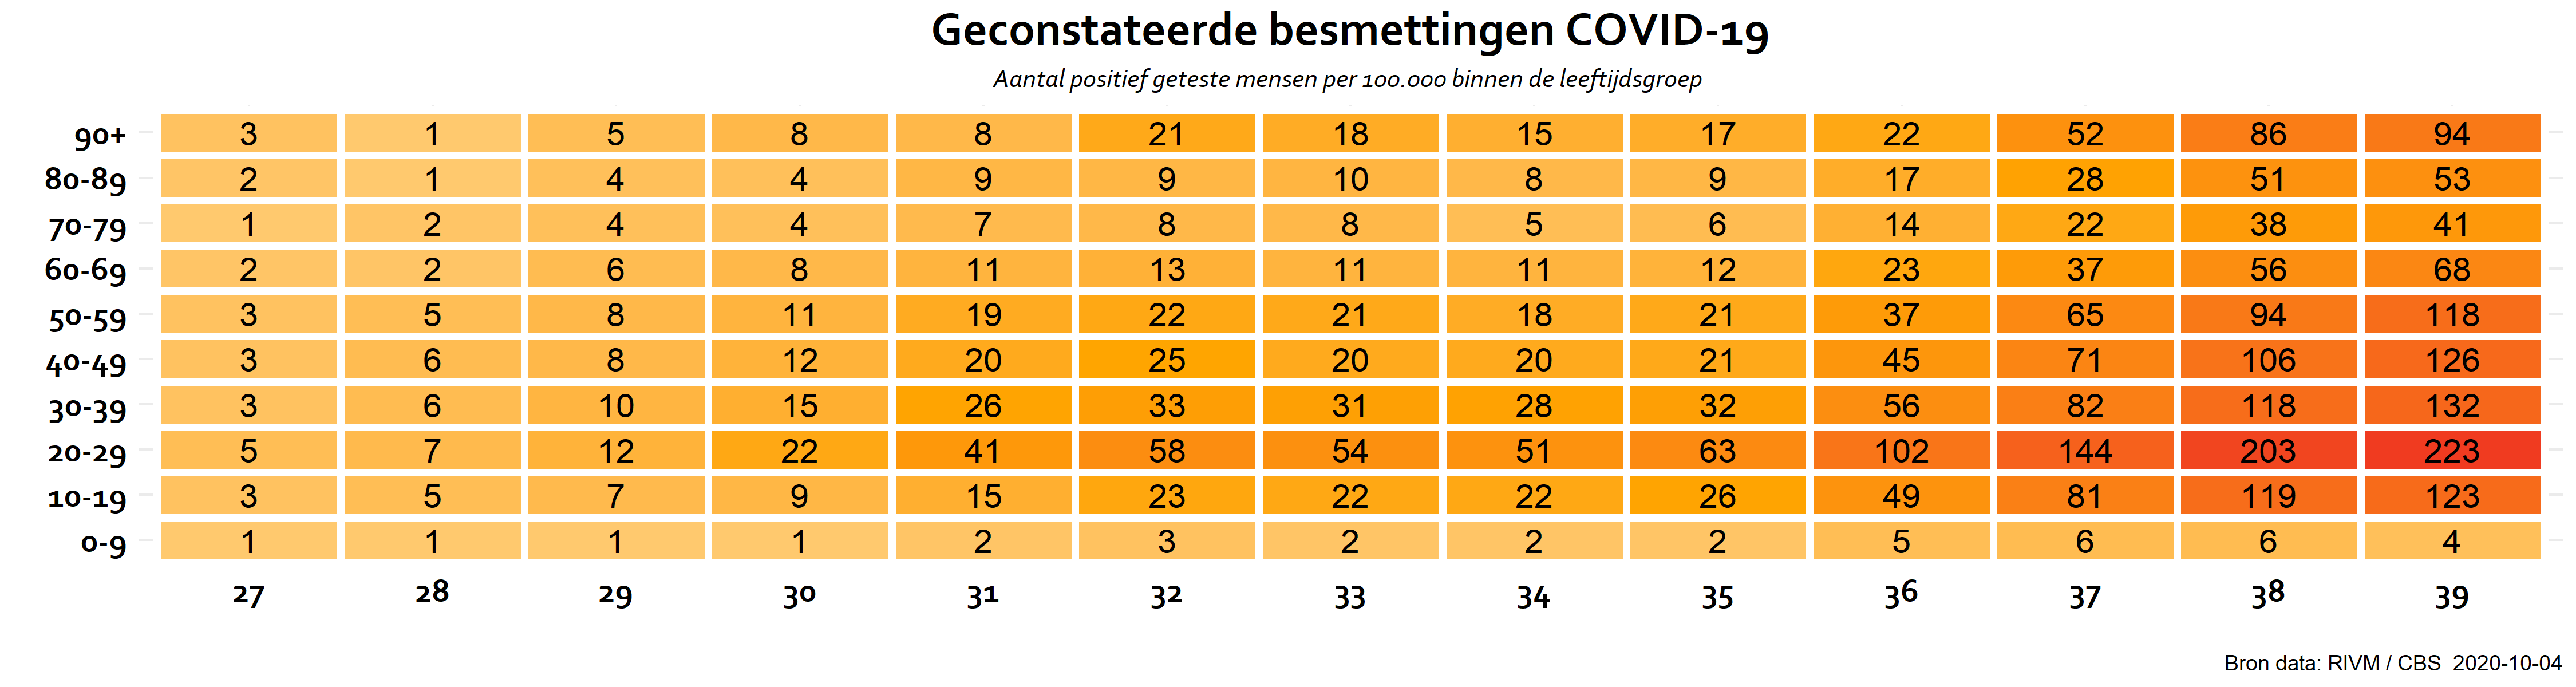 Geconstateerde besmettingen COVID-19
Aantal positief geteste mensen per 100.000 binnen de leeftijdsgroep
90+ 3 1 5 8 8 21 18 15 17 22 52 86 94
80-89 2 1 4 4 9 9 10 8 9 17 28 51 53
70-79 1 2 4 4 7 8 8 5 6 14 22 38 41
60-69 2 2 6 8 11 13 11 11 12 23 37 56 68
50-59 3 5 8 11 19 22 21 18 21 37 65 94 118
40-49 3 6 8 12 20 25 20 20 21 45 71 106 126
30-39 3 6 10 15 26 33 31 28 32 56 82 118 132
20-29 5 7 12 22 41 58 54 51 63 102 144 203 223
10-19 3 5 7 9 15 23 22 22 26 49 81 119 123
0-9 1 1 1 1 2 3 2 2 2 5 6 6 4
27 28 29 30 31 32 33 34 35 36 37 38 39
Bron data: RIVM / CBS 2020-10-04